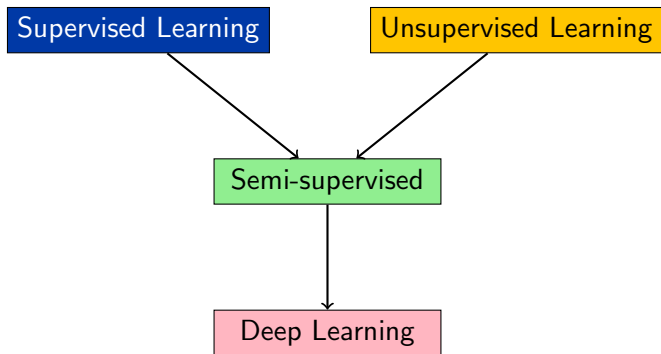 Supervised Learning
Unsupervised Learning
Semi-supervised
Deep Learning